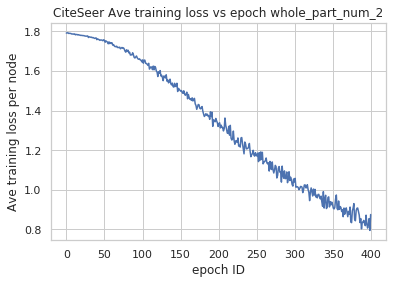 CiteSeer Ave training loss vs epoch whole_part_num_2
Ave training loss per node
1.8
1.6
1.4
1.2
1.0
0.8
0 50 100 150 200 250 300 350 400
epoch ID